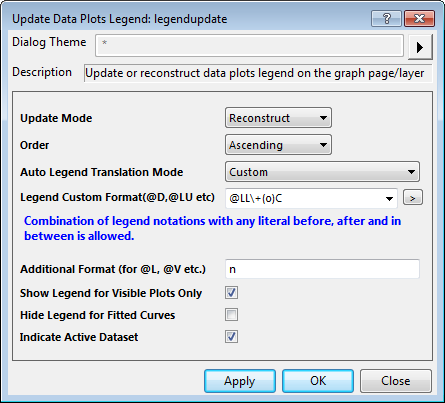 Update Data Plots Legend: legendupdate
?
Dialog Theme *
Description Update or reconstruct data plots legend on the graph page/layer
Update Mode Reconstruct
Order Ascending
Auto Legend Translation Mode Custom
Legend Custom Format(@D,@LU etc) @LL\+(o)C >
Combination of legend notations with any literal before, after and in
between is allowed.
Additional Format (for @L, @V etc.) n
Show Legend for Visible Plots Only
Hide Legend for Fitted Curves
Indicate Active Dataset
Apply OK Close